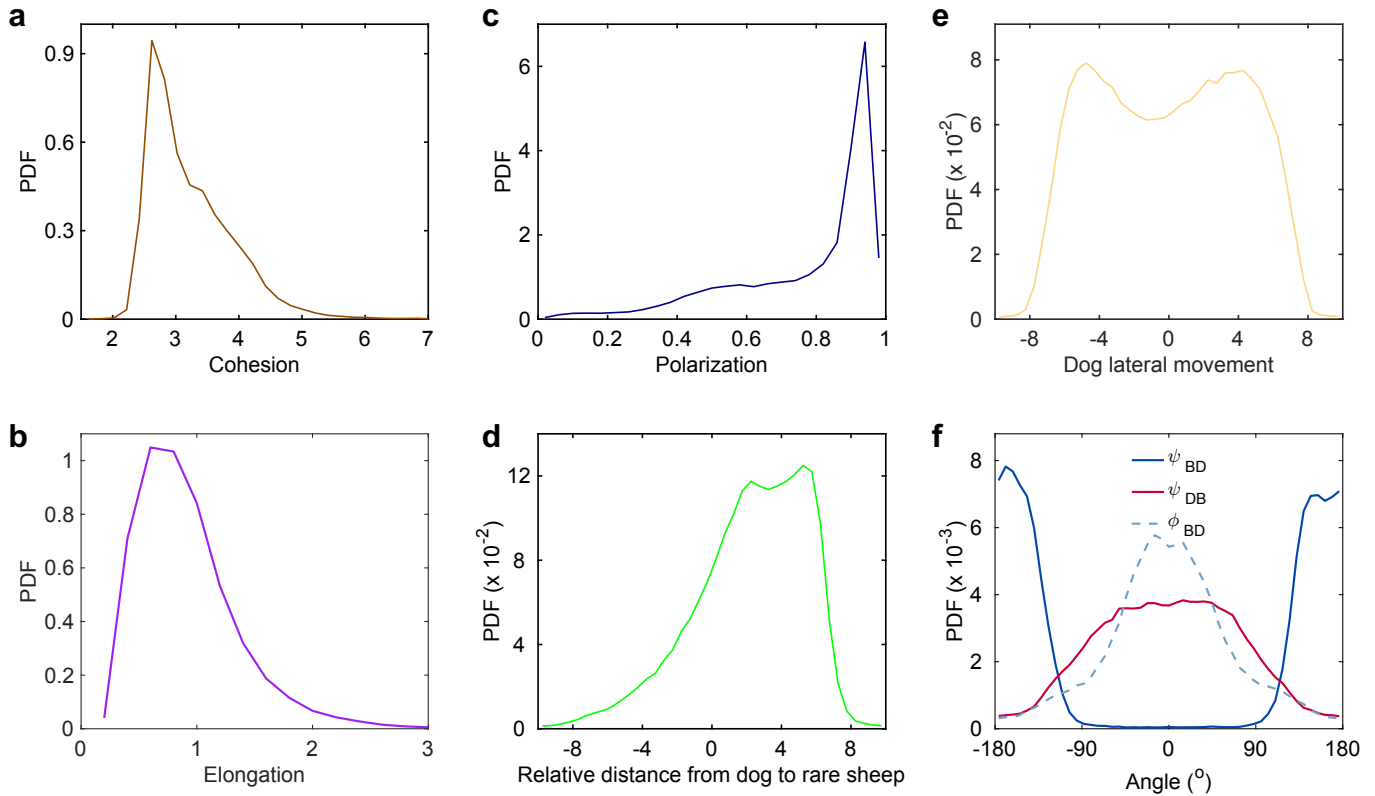 a
PDF
0.9
0.6
0.3
0
2 3 4 5 6 7
Cohesion
c
PDF
6
4
2
0
0 0.2 0.4 0.6 0.8 1
Polarization
e
PDF (x 10-2)
8
6
4
2
0
-8 -4 0 4 8
Dog lateral movement
b
PDF
1
0.8
0.6
0.4
0.2
0
0 1 2 3
Elongation
d
PDF (x 10-2)
12
8
4
0
-8 -4 0 4 8
Relative distance from dog to rare sheep
f
PDF (x 10-3)
8
6
4
2
0
ψ BD
ψ DB
ϕ BD
-180 -90 0 90 180
Angle (o)